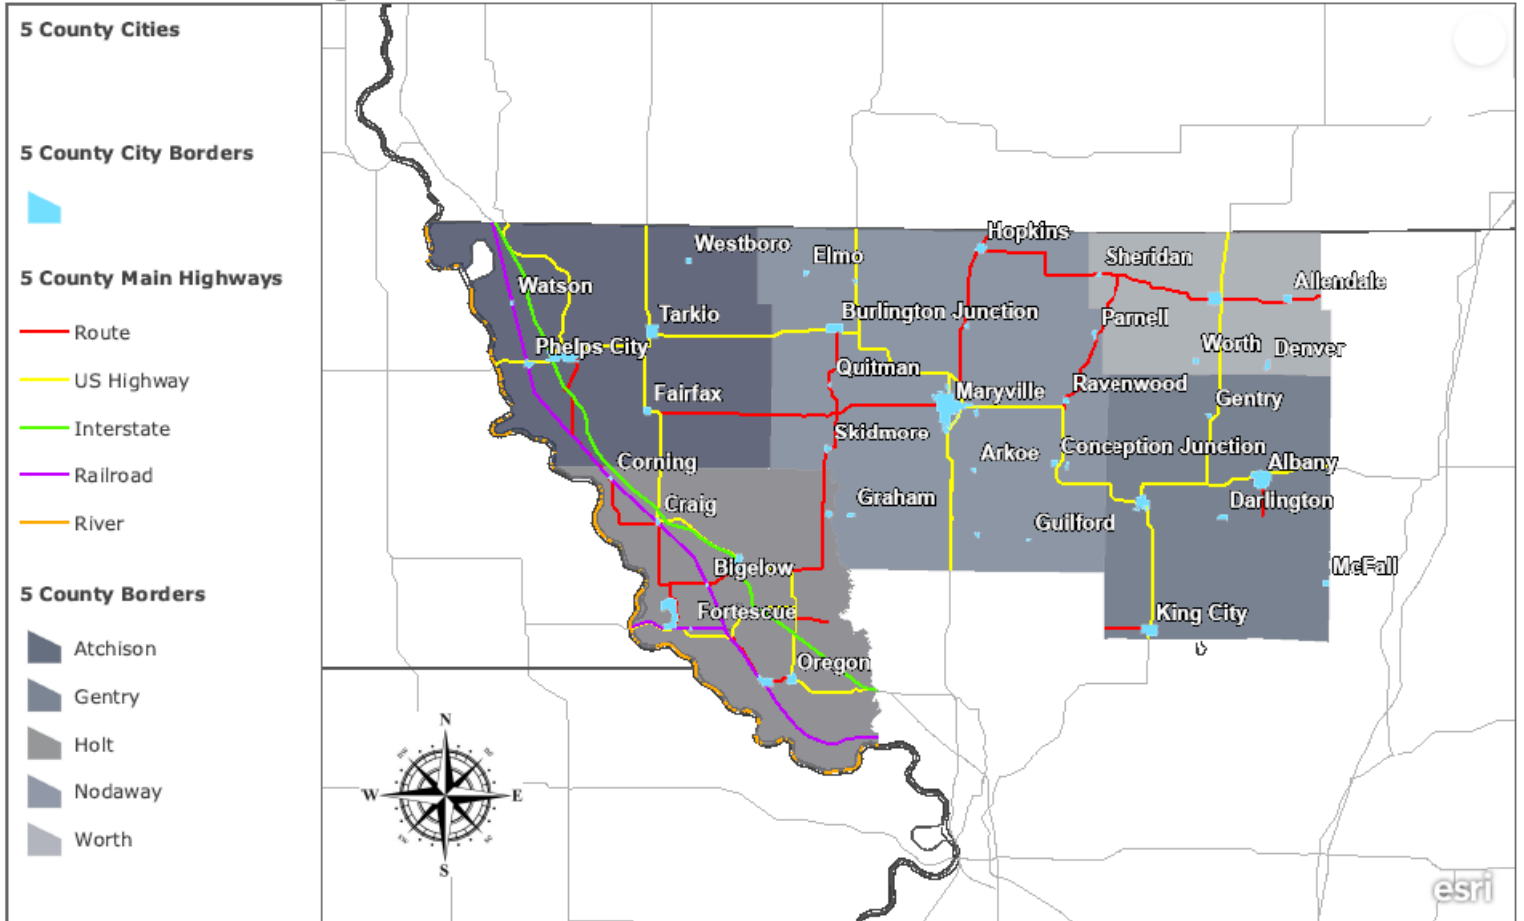 5 County Cities
5 County City Borders
5 County Main Highways
Route
US Highway
Interstate
Railroad
River
5 County Borders
Atchison
Gentry
Holt
Nodaway
Worth
Hopkins
Westboro
Elmo
Sheridan
Allendale
Watson
Tarkio
Burlington Junction
Parnell
Phelps City
Worth
Denver
Quitman
Fairfax
Maryville
Ravenwood
Gentry
Skidmore
Arkoe
Conception Junction
Corning
Albany
Craig
Graham
Darlington
Guilford
Bigelow
McFall
Fortescue
King City
Oregon
N
W
E
S
esri